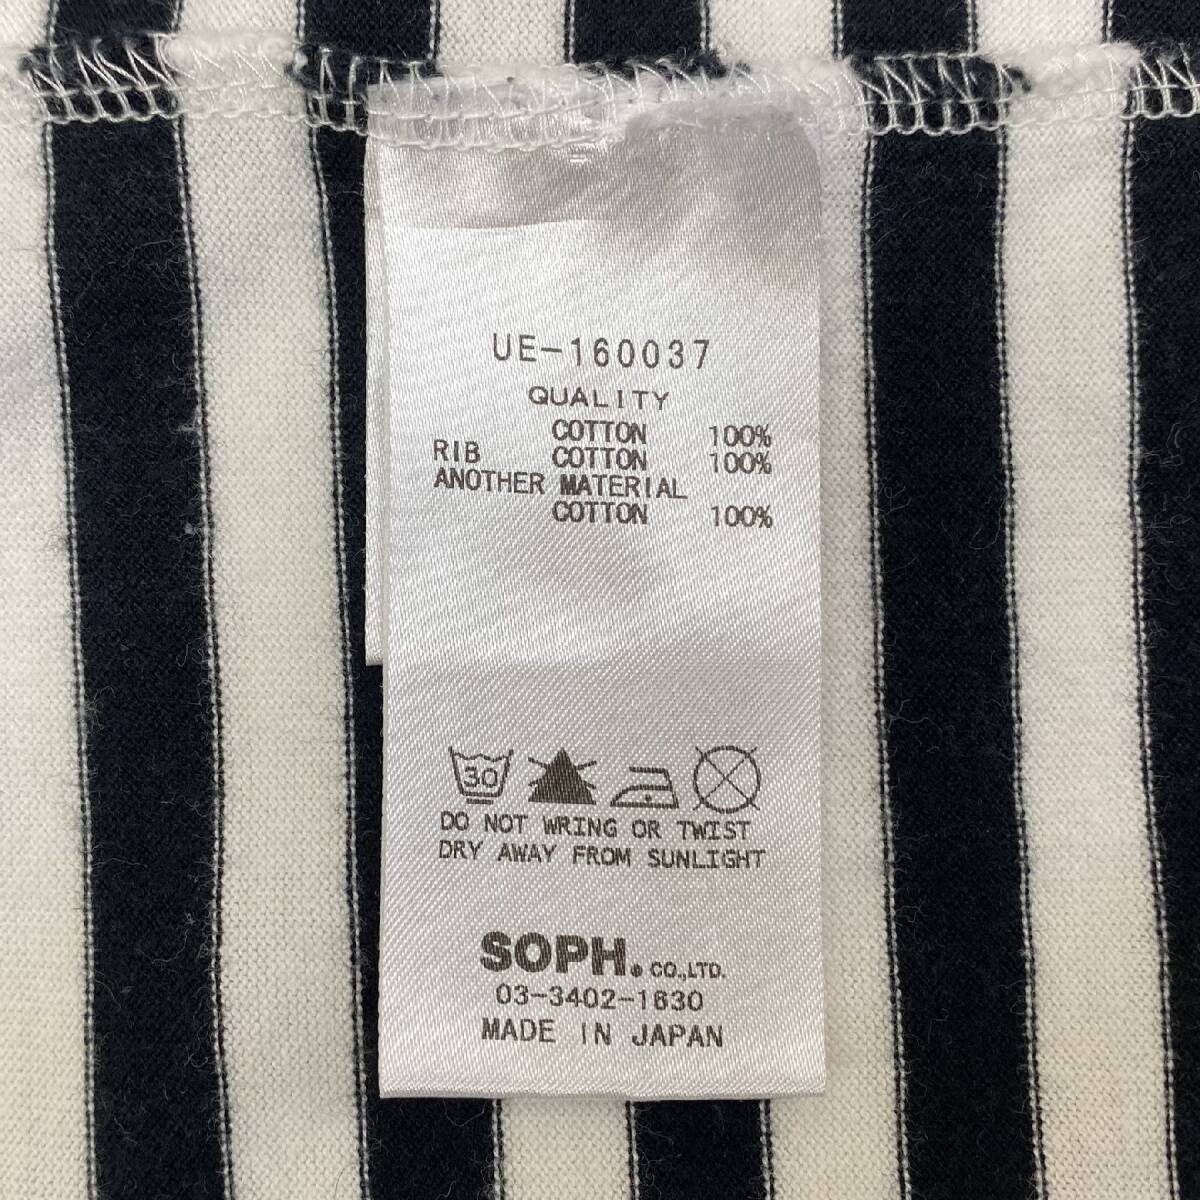 UE-160037
QUALITY
COTTON 100%
RIB COTTON 100%
ANOTHER MATERIAL
COTTON 100%
30
DO NOT WRING OR TWIST
DRY AWAY FROM SUNLIGHT
SOPH. CO.,LTD.
03-3402-1630
MADE IN JAPAN